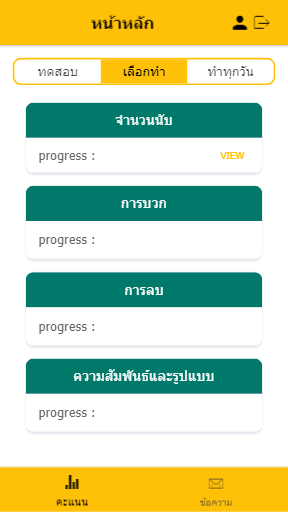 หน้าหลัก
ทดสอบ เลือกทำ ทำทุกวัน
จำนวนนับ
progress : VIEW
การบวก
progress :
การลบ
progress :
ความสัมพันธ์และรูปแบบ
progress :
คะแนน ข้อความ